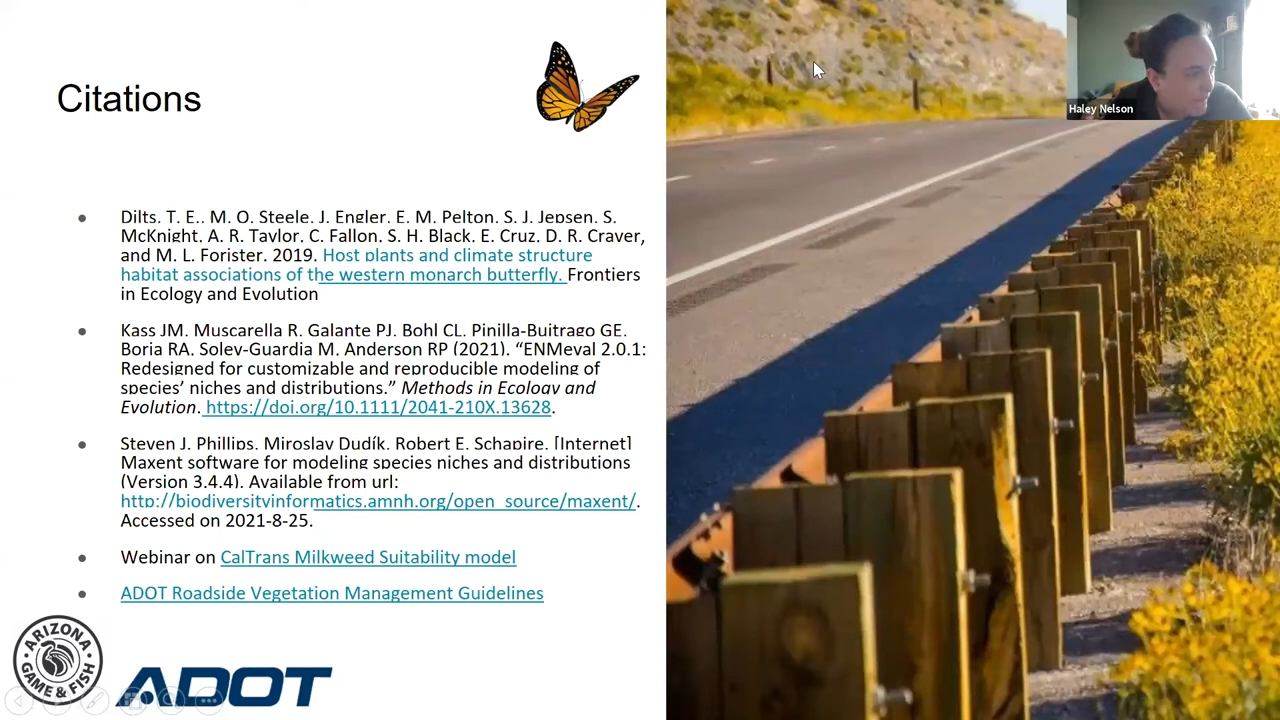 Citations
Haley Nelson
Dilts, T. E., M. O. Steele, J. Engler, E. M. Pelton, S. J. Jepsen, S.
McKnight, A. R. Taylor, C. Fallon, S. H. Black, E. Cruz, D. R. Craver,
and M. L. Forister. 2019. Host plants and climate structure
habitat associations of the western monarch butterfly. Frontiers
in Ecology and Evolution
Kass JM, Muscarella R, Galante PJ, Bohl CL, Pinilla-Buitrago GE,
Boria RA, Soley-Guardia M, Anderson RP (2021). “ENMeval 2.0.1:
Redesigned for customizable and reproducible modeling of
species’ niches and distributions.” Methods in Ecology and
Evolution. https://doi.org/10.1111/2041-210X.13628.
Steven J. Phillips, Miroslav Dudík, Robert E. Schapire. [Internet]
Maxent software for modeling species niches and distributions
(Version 3.4.4). Available from url:
http://biodiversityinformatics.amnh.org/open_source/maxent/.
Accessed on 2021-8-25.
Webinar on CalTrans Milkweed Suitability model
ADOT Roadside Vegetation Management Guidelines
ARIZONA
GAME & FISH
ADOT